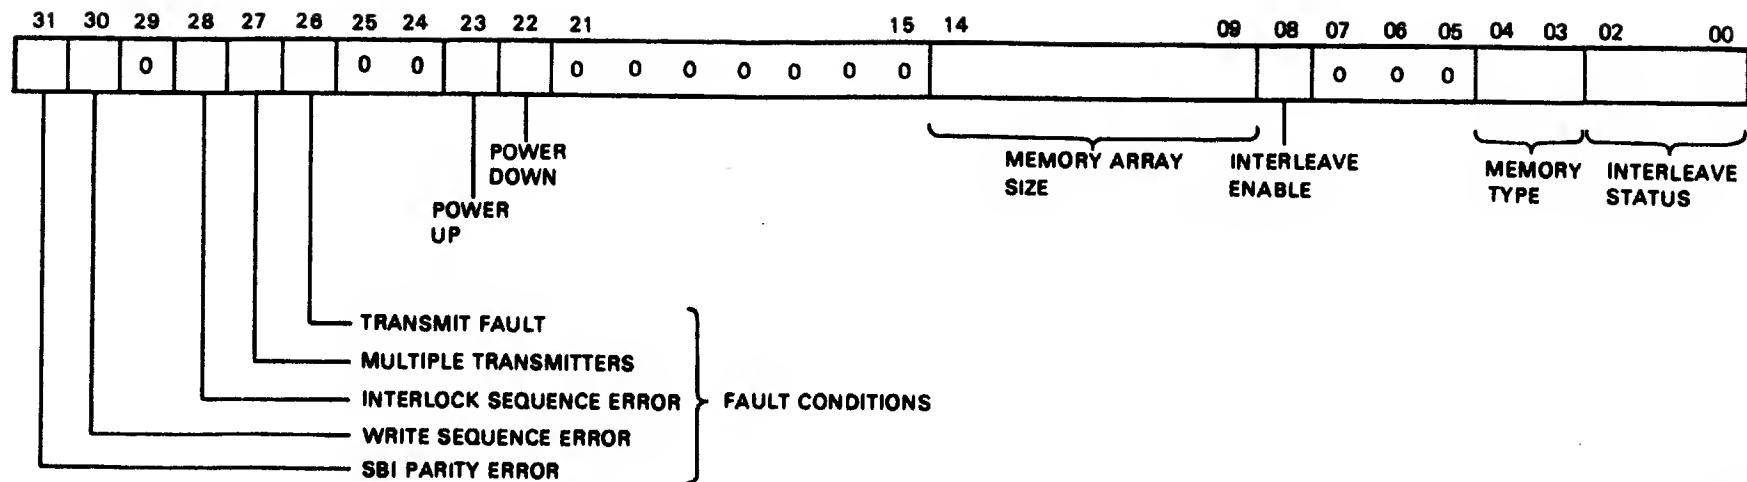 31 30 29 28 27 26 25 24 23 22 21 15 14 09 08 07 06 05 04 03 02 00
0 0 0 0 0 0 0 0 0 0 0 0 0
POWER
DOWN
POWER
UP
MEMORY ARRAY
SIZE
INTERLEAVE
ENABLE
MEMORY
TYPE
INTERLEAVE
STATUS
TRANSMIT FAULT
MULTIPLE TRANSMITTERS
INTERLOCK SEQUENCE ERROR
FAULT CONDITIONS
WRITE SEQUENCE ERROR
SBI PARITY ERROR